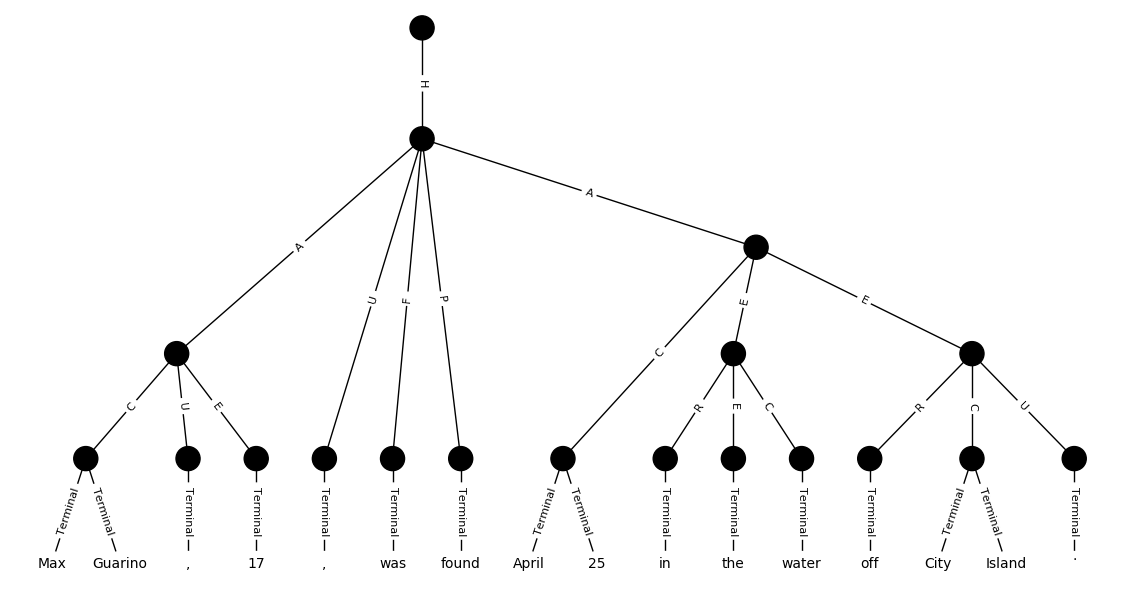 H
A
A
U
F
P
C
E
E
C
U
E
R
E
C
R
C
U
Terminal Terminal Terminal Terminal Terminal Terminal Terminal Terminal Terminal Terminal Terminal Terminal Terminal Terminal Terminal Terminal
Max Guarino , 17 , was found April 25 in the water off City Island .